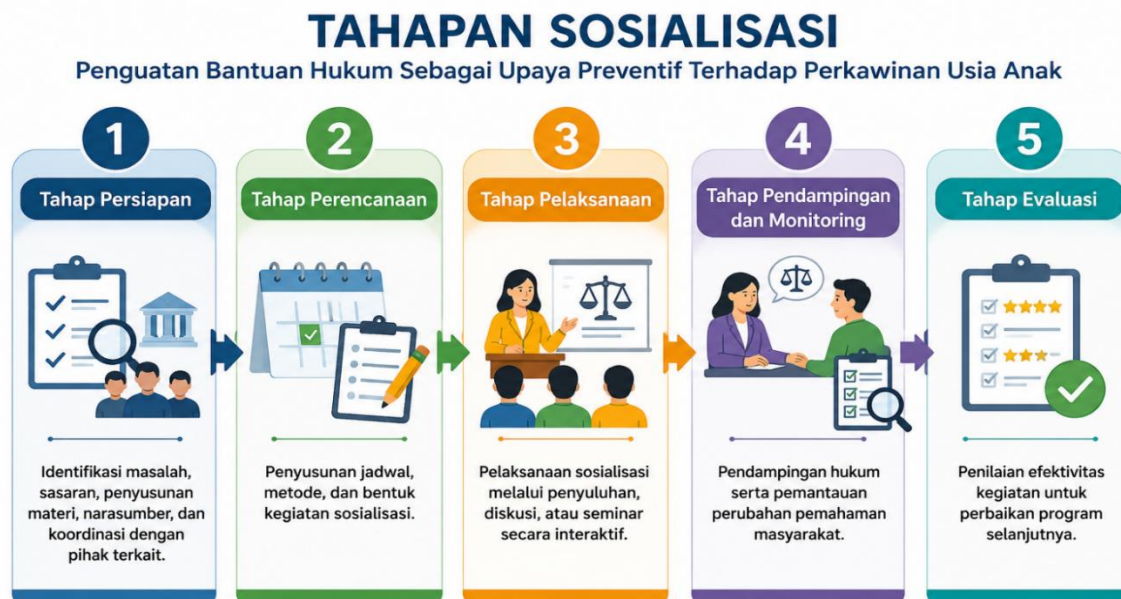 TAHAPAN SOSIALISASI
Penguatan Bantuan Hukum Sebagai Upaya Preventif Terhadap Perkawinan Usia Anak
1
Tahap Persiapan
Identifikasi masalah,
sasaran, penyusunan
materi, narasumber, dan
koordinasi dengan
pihak terkait.
2
Tahap Perencanaan
Penyusunan jadwal,
metode, dan bentuk
kegiatan sosialisasi.
3
Tahap Pelaksanaan
Pelaksanaan sosialisasi
melalui penyuluhan,
diskusi, atau seminar
secara interaktif.
4
Tahap Pendampingan
dan Monitoring
Pendampingan hukum
serta pemantauan
perubahan pemahaman
masyarakat.
5
Tahap Evaluasi
Penilaian efektivitas
kegiatan untuk
perbaikan program
selanjutnya.